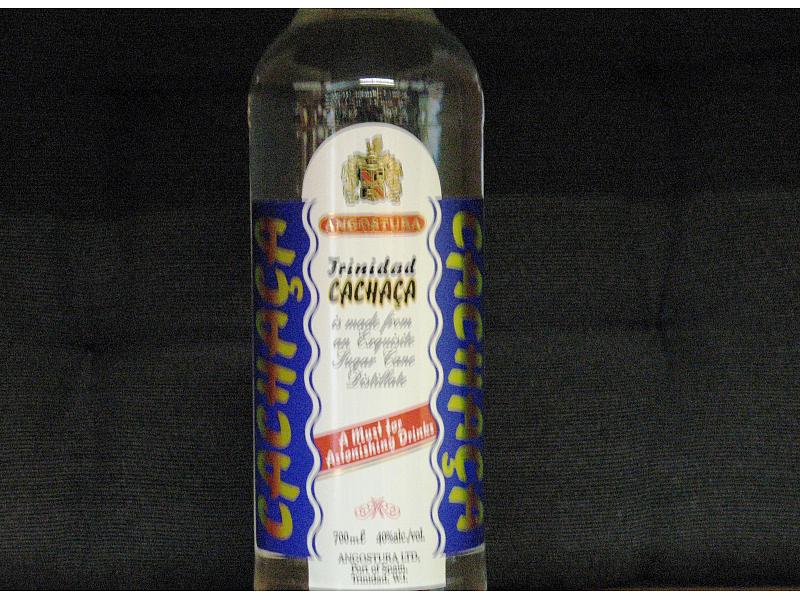 ANGOSTURA
Trinidad
CACHAÇA
is made from
an Exquisite
Sugar Cane
Distillate
A Must for
Astonishing Drinks
700ml 40%alc/vol.
ANGOSTURA LTD,
Port of Spain,
Trinidad, W.I.
CACHAÇA
CACHAÇA